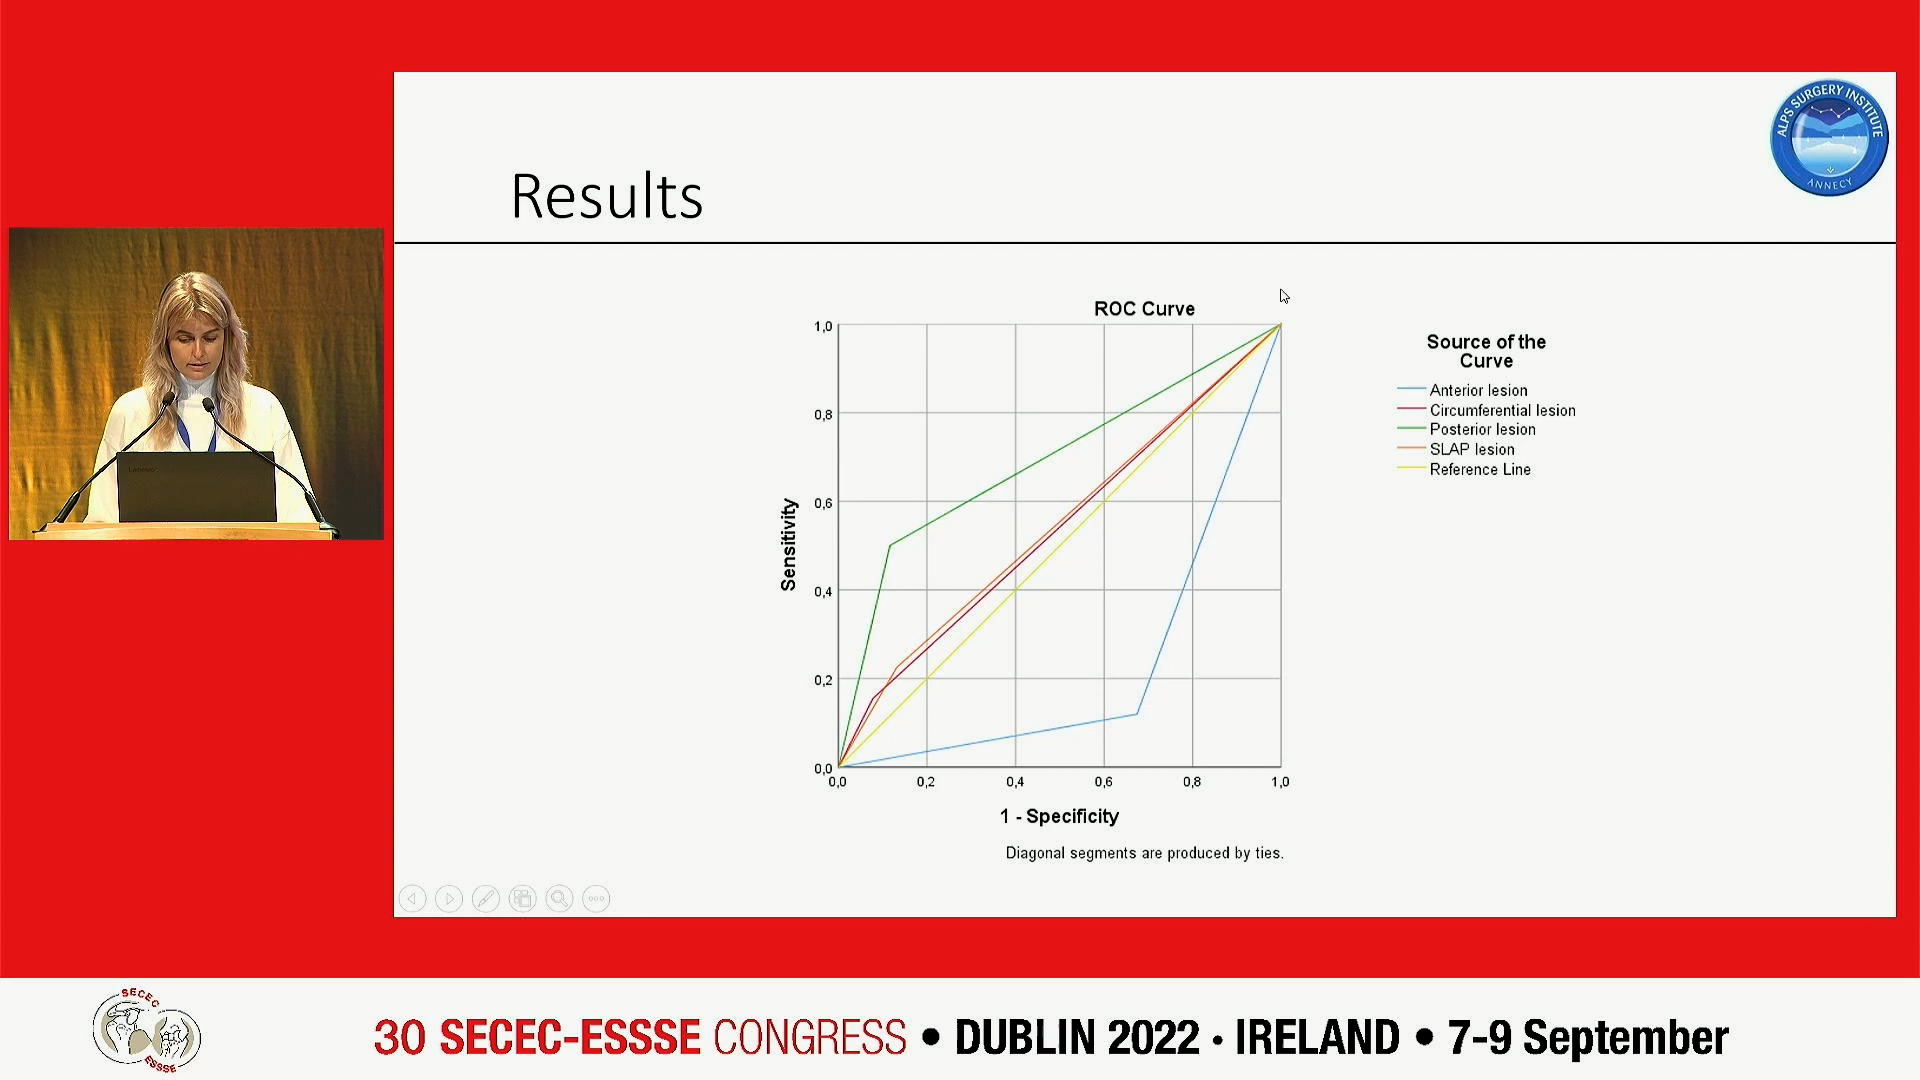 ALPS SURGERY INSTITUTE
ANNECY
Results
ROC Curve
Source of the
Curve
Anterior lesion
Circumferential lesion
Posterior lesion
SLAP lesion
Reference Line
Sensitivity
1,0
0,8
0,6
0,4
0,2
0,0
0,0 0,2 0,4 0,6 0,8 1,0
1 - Specificity
Diagonal segments are produced by ties.
Lenovo
SECEC
ESSSE
30 SECEC-ESSSE CONGRESS • DUBLIN 2022 • IRELAND • 7-9 September